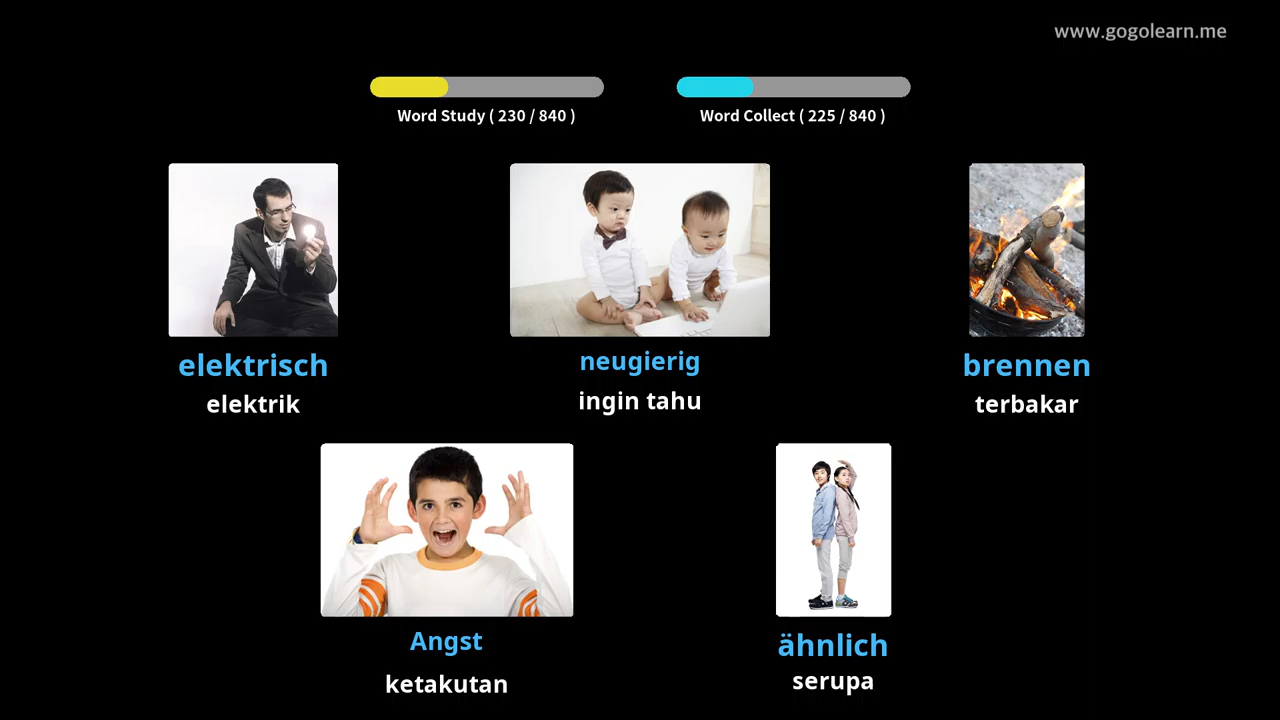 www.gogolearn.me
Word Study ( 230 / 840 )
Word Collect ( 225 / 840 )
elektrisch
elektrik
neugierig
ingin tahu
brennen
terbakar
Angst
ketakutan
ähnlich
serupa